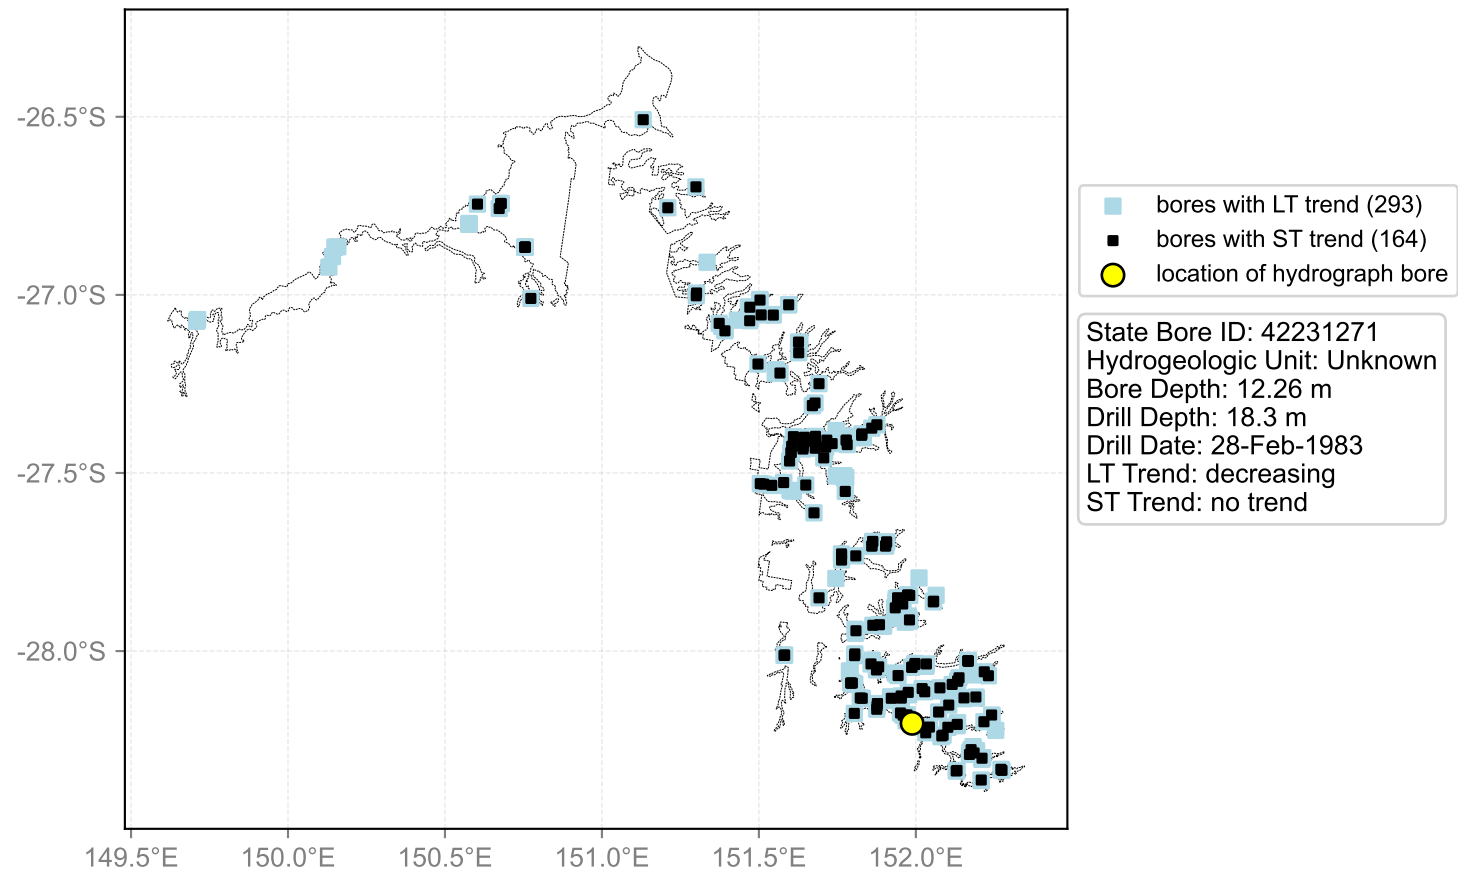 -26.5°S
-27.0°S
-27.5°S
-28.0°S
149.5°E
150.0°E
150.5°E
151.0°E
151.5°E
152.0°E
bores with LT trend (293)
bores with ST trend (164)
location of hydrograph bore
State Bore ID: 42231271
Hydrogeologic Unit: Unknown
Bore Depth: 12.26 m
Drill Depth: 18.3 m
Drill Date: 28-Feb-1983
LT Trend: decreasing
ST Trend: no trend